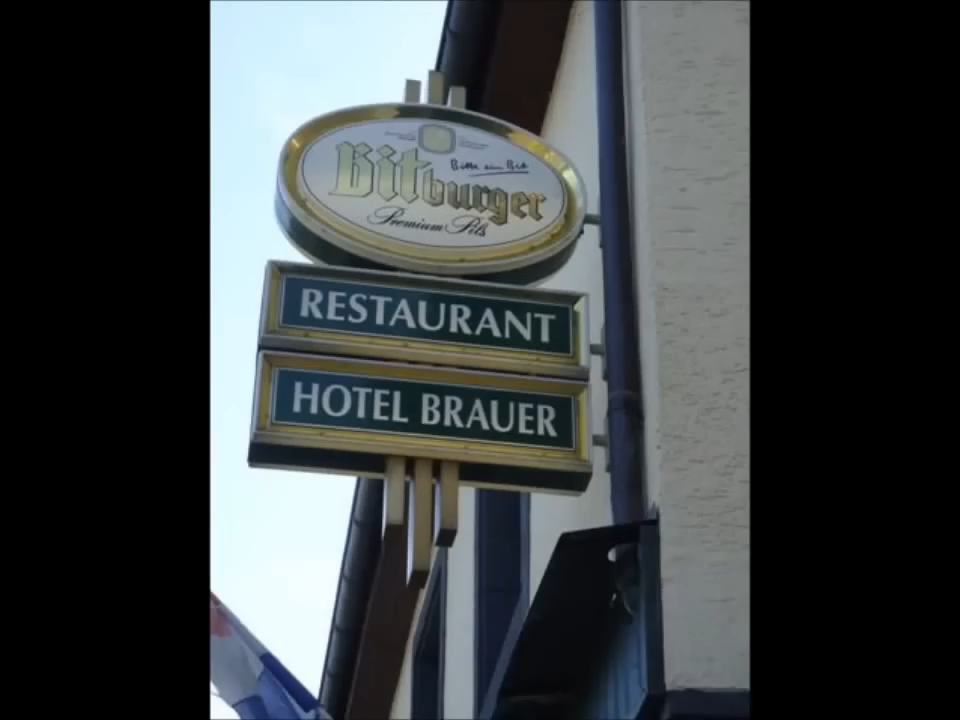 Bitte ein Bit
Bitburger
Premium Pils
RESTAURANT
HOTEL BRAUER